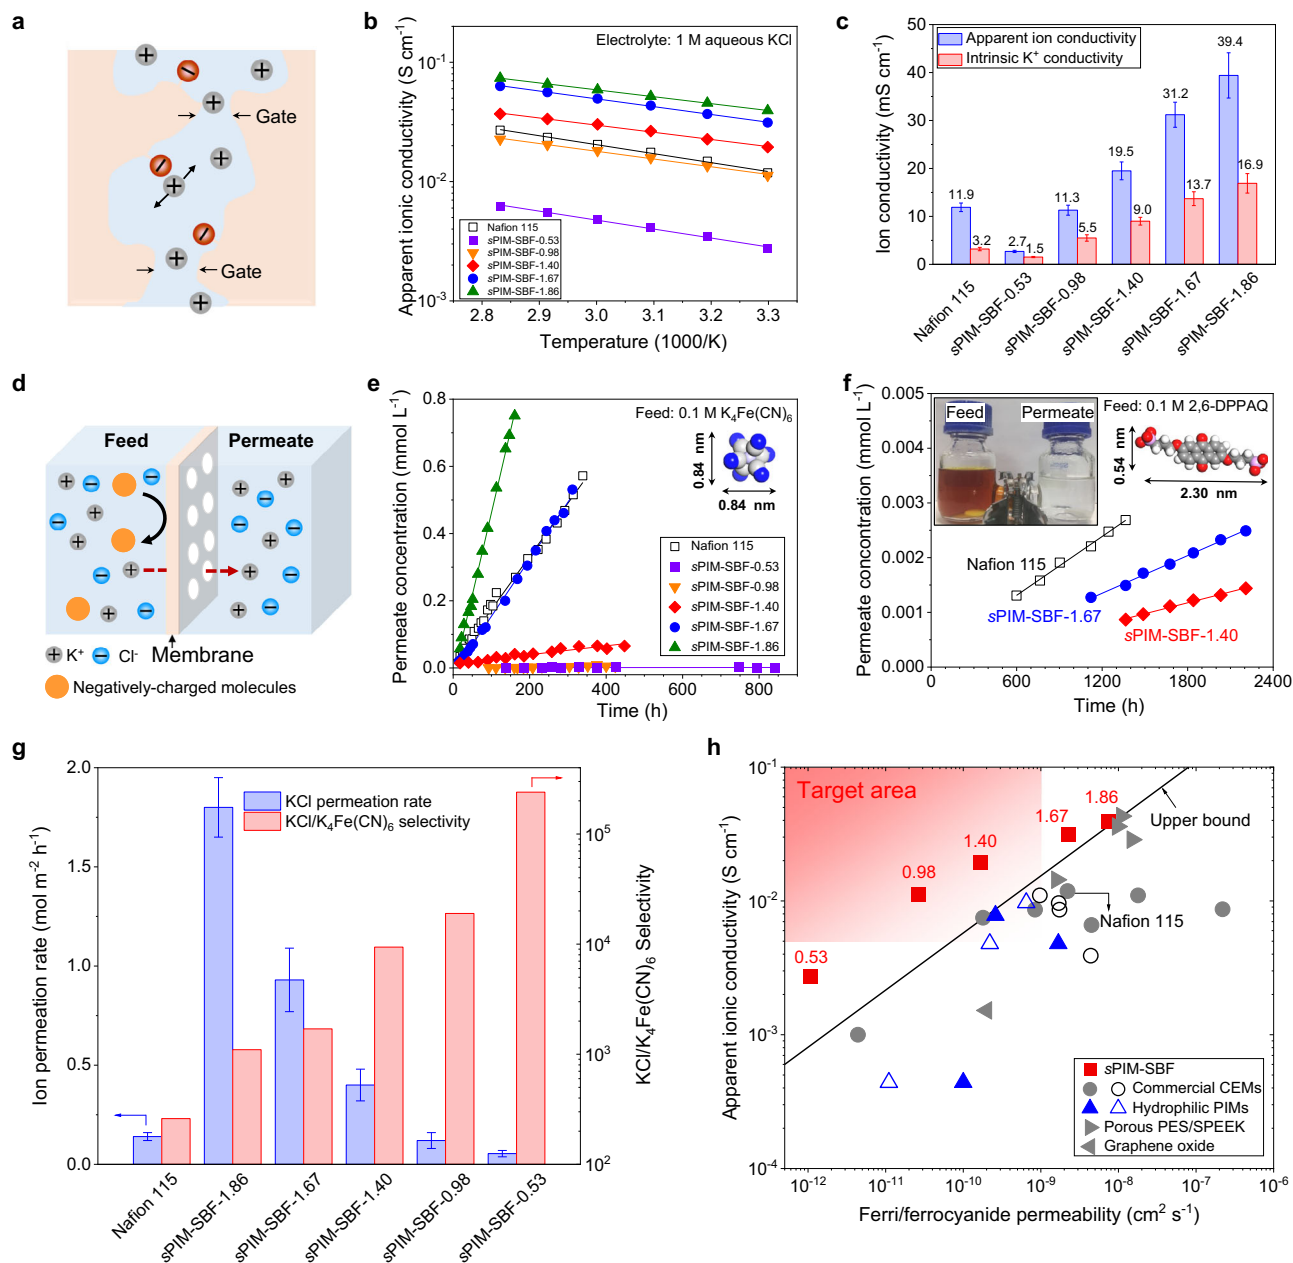 a
Gate
Gate
b
Electrolyte: 1 M aqueous KCl
Apparent ionic conductivity (S cm⁻¹)
10⁻¹
10⁻²
10⁻³
Nafion 115
sPIM-SBF-0.53
sPIM-SBF-0.98
sPIM-SBF-1.40
sPIM-SBF-1.67
sPIM-SBF-1.86
2.8 2.9 3.0 3.1 3.2 3.3
Temperature (1000/K)
c
Apparent ion conductivity
Intrinsic K⁺ conductivity
Ion conductivity (mS cm⁻¹)
50
40
30
20
10
0
11.9 3.2 2.7 1.5 11.3 5.5 19.5 9.0 31.2 13.7 39.4 16.9
Nafion 115
sPIM-SBF-0.53
sPIM-SBF-0.98
sPIM-SBF-1.40
sPIM-SBF-1.67
sPIM-SBF-1.86
d
Feed Permeate
K⁺ Cl⁻ Membrane
Negatively-charged molecules
e
Feed: 0.1 M K₄Fe(CN)₆
0.84 nm
0.84 nm
Permeate concentration (mmol L⁻¹)
0.8
0.6
0.4
0.2
0.0
Nafion 115
sPIM-SBF-0.53
sPIM-SBF-0.98
sPIM-SBF-1.40
sPIM-SBF-1.67
sPIM-SBF-1.86
0 200 400 600 800
Time (h)
f
Feed: 0.1 M 2,6-DPPAQ
Feed Permeate
0.54 nm
2.30 nm
Permeate concentration (mmol L⁻¹)
0.005
0.004
0.003
0.002
0.001
0.000
Nafion 115
sPIM-SBF-1.67
sPIM-SBF-1.40
0 600 1200 1800 2400
Time (h)
g
KCl permeation rate
KCl/K₄Fe(CN)₆ selectivity
Ion permeation rate (mol m⁻² h⁻¹)
2.0
1.5
1.0
0.5
0.0
10⁵
10⁴
10³
10²
KCl/K₄Fe(CN)₆ Selectivity
Nafion 115
sPIM-SBF-1.86
sPIM-SBF-1.67
sPIM-SBF-1.40
sPIM-SBF-0.98
sPIM-SBF-0.53
h
Target area
Upper bound
Nafion 115
0.53
0.98
1.40
1.67
1.86
Apparent ionic conductivity (S cm⁻¹)
10⁻¹
10⁻²
10⁻³
10⁻⁴
sPIM-SBF
Commercial CEMs
Hydrophilic PIMs
Porous PES/SPEEK
Graphene oxide
10⁻¹² 10⁻¹¹ 10⁻¹⁰ 10⁻⁹ 10⁻⁸ 10⁻⁷ 10⁻⁶
Ferri/ferrocyanide permeability (cm² s⁻¹)